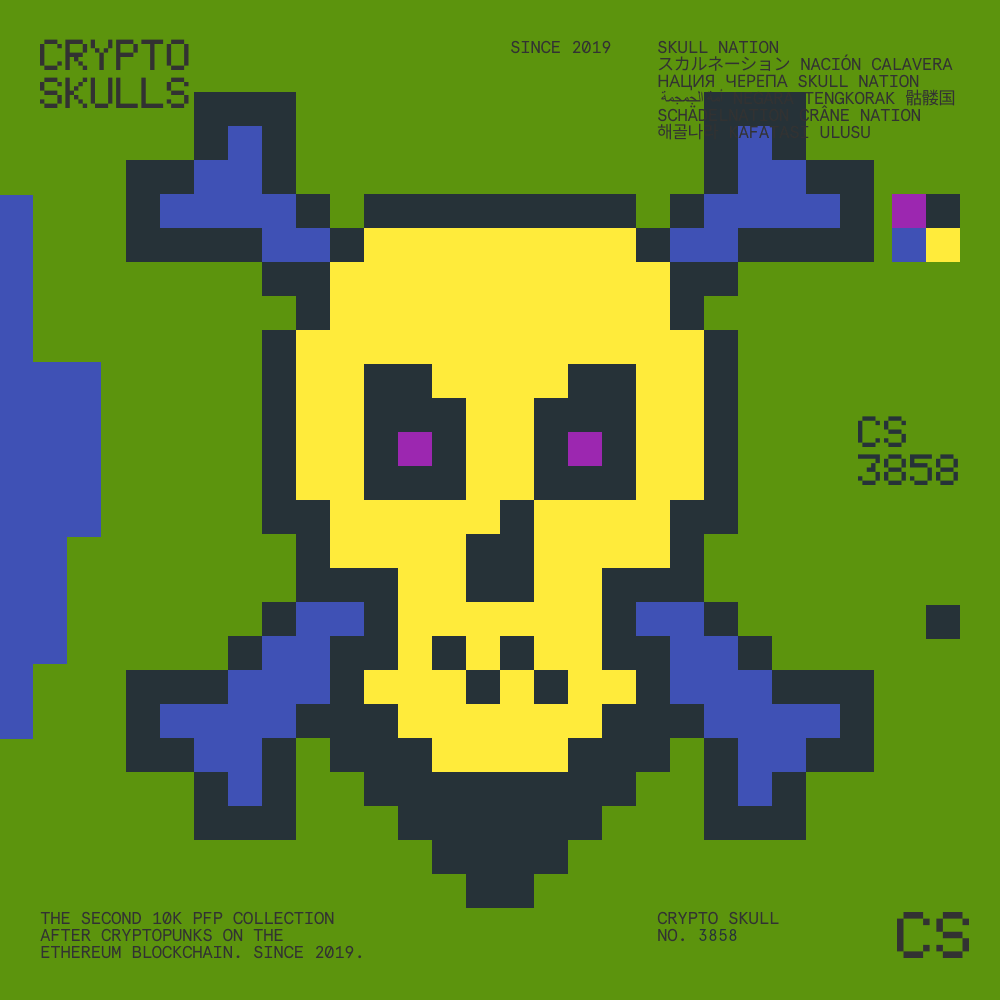 CRYPTO
SKULLS
SINCE 2019
SKULL NATION
スカルネーション NACIÓN CALAVERA
НАЦИЯ ЧЕРЕПА SKULL NATION
TENGKORAK 骷髅国
CRÂNE NATION
ULUSU
CS
3858
THE SECOND 10K PFP COLLECTION
AFTER CRYPTOPUNKS ON THE
ETHEREUM BLOCKCHAIN. SINCE 2019.
CRYPTO SKULL
NO. 3858
CS